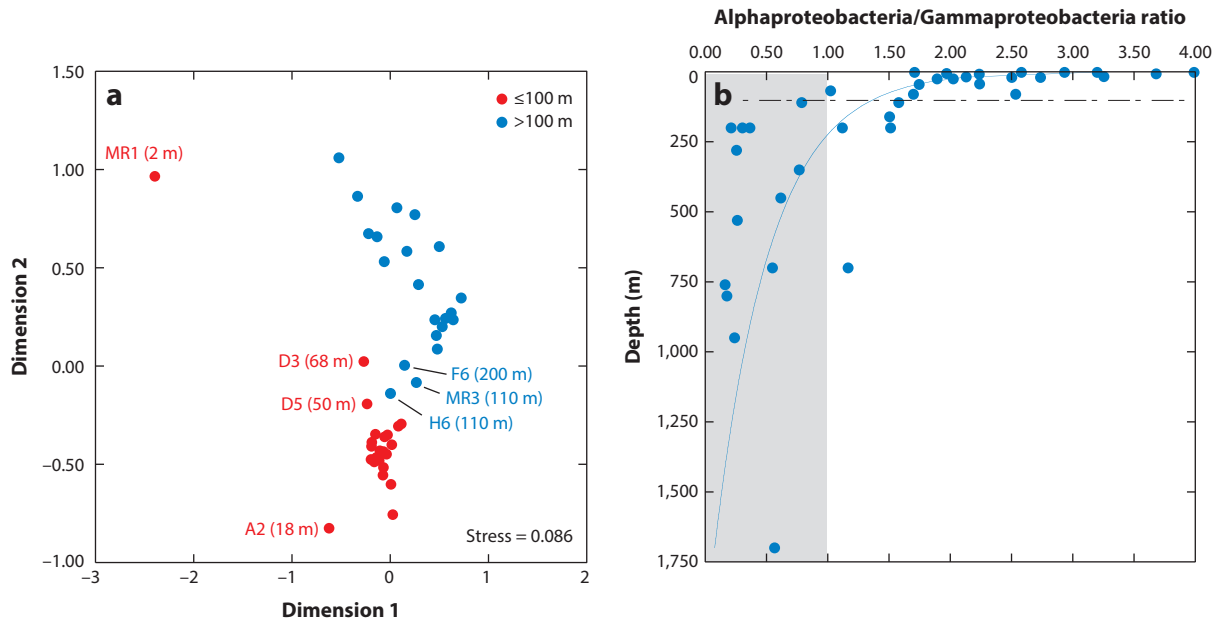 a
≤100 m
>100 m
MR1 (2 m)
D3 (68 m)
D5 (50 m)
F6 (200 m)
MR3 (110 m)
H6 (110 m)
A2 (18 m)
Stress = 0.086
1.50
1.00
0.50
0.00
–0.50
–1.00
Dimension 2
–3
–2
–1
0
1
2
Dimension 1
Alphaproteobacteria/Gammaproteobacteria ratio
0.00 0.50 1.00 1.50 2.00 2.50 3.00 3.50 4.00
b
0
250
500
750
1,000
1,250
1,500
1,750
Depth (m)